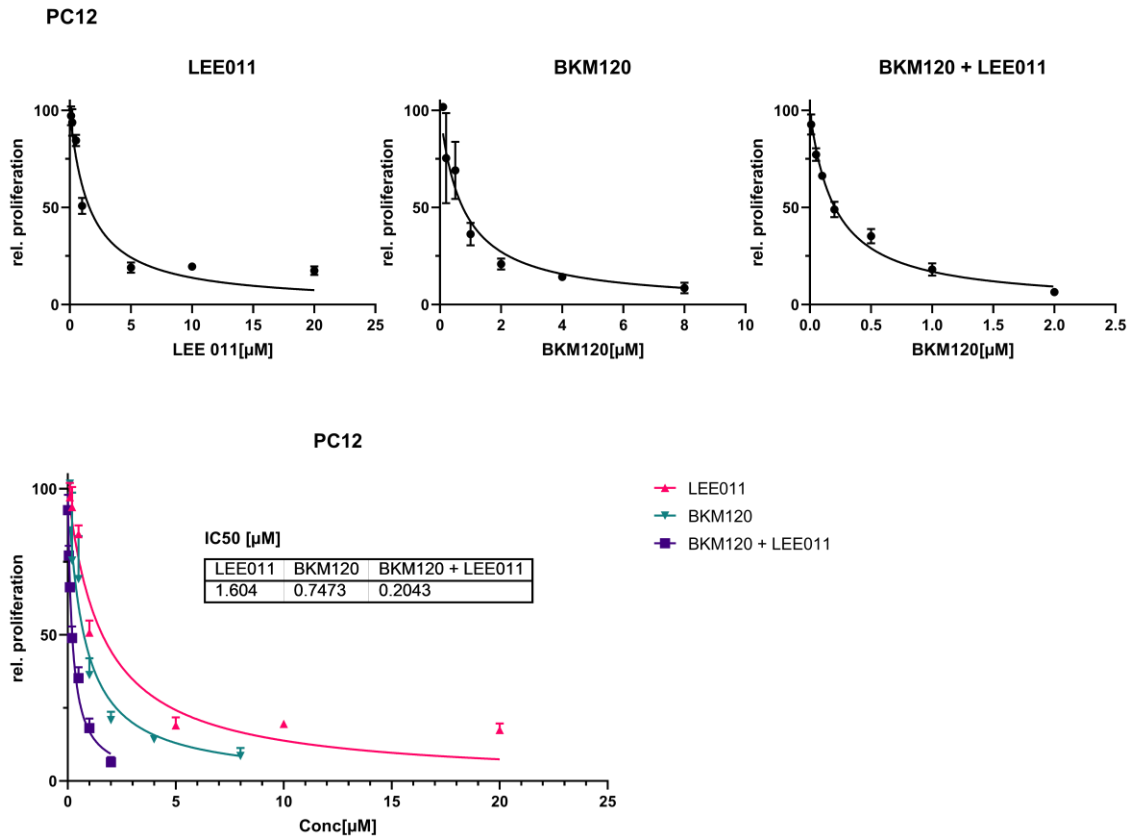 PC12
LEE011
rel. proliferation
100
50
0
0 5 10 15 20 25
LEE 011[µM]
BKM120
rel. proliferation
100
50
0
0 2 4 6 8 10
BKM120[µM]
BKM120 + LEE011
rel. proliferation
100
50
0
0.0 0.5 1.0 1.5 2.0 2.5
BKM120[µM]
PC12
rel. proliferation
100
50
0
0 5 10 15 20 25
Conc[µM]
IC50 [µM]
LEE011 BKM120 BKM120 + LEE011
1.604 0.7473 0.2043
LEE011
BKM120
BKM120 + LEE011